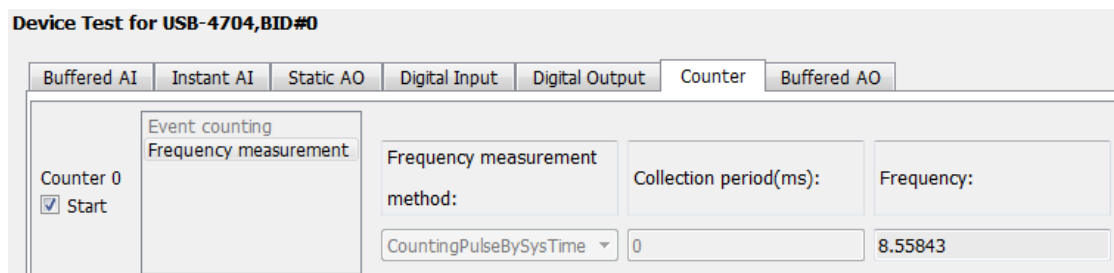 Device Test for USB-4704,BID#0
Buffered AI Instant AI Static AO Digital Input Digital Output Counter Buffered AO
Event counting
Frequency measurement
Counter 0
Start
Frequency measurement
method:
Collection period(ms):
Frequency:
CountingPulseBySysTime
0
8.55843